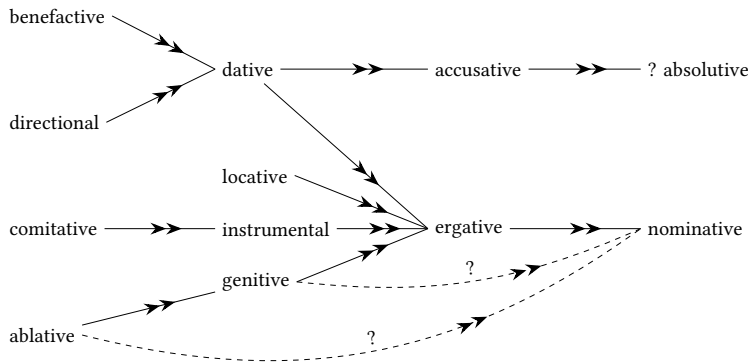 benefactive
dative
accusative
? absolutive
directional
locative
comitative
instrumental
ergative
nominative
genitive
?
ablative
?